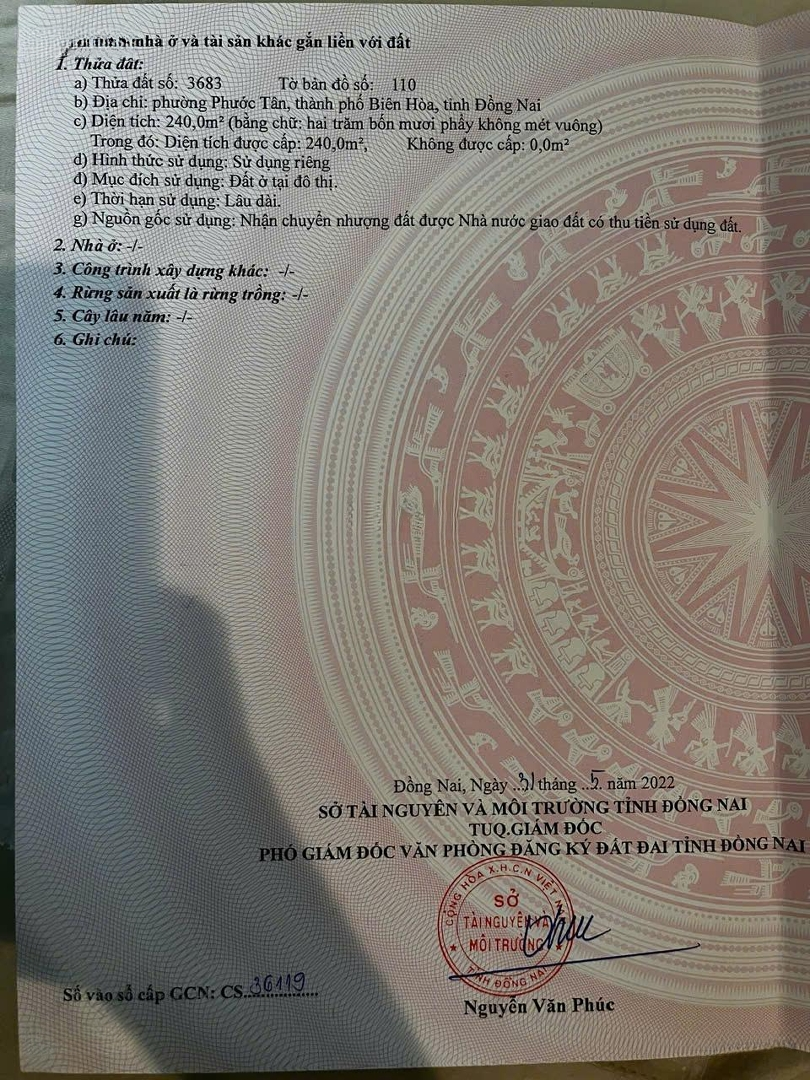 nhà ở và tài sản khác gắn liền với đất
1. Thửa đất:
a) Thửa đất số: 3683 Tờ bản đồ số: 110
b) Địa chỉ: phường Phước Tân, thành phố Biên Hòa, tỉnh Đồng Nai
c) Diện tích: 240,0m² (bằng chữ: hai trăm bốn mươi phẩy không mét vuông)
Trong đó: Diện tích được cấp: 240,0m², Không được cấp: 0,0m²
d) Hình thức sử dụng: Sử dụng riêng
đ) Mục đích sử dụng: Đất ở tại đô thị.
e) Thời hạn sử dụng: Lâu dài.
g) Nguồn gốc sử dụng: Nhận chuyển nhượng đất được Nhà nước giao đất có thu tiền sử dụng đất.
2. Nhà ở: -/-
3. Công trình xây dựng khác: -/-
4. Rừng sản xuất là rừng trồng: -/-
5. Cây lâu năm: -/-
6. Ghi chú:
Đồng Nai, Ngày ..31 tháng ..5. năm 2022
SỞ TÀI NGUYÊN VÀ MÔI TRƯỜNG TỈNH ĐỒNG NAI
TUQ.GIÁM ĐỐC
PHÓ GIÁM ĐỐC VĂN PHÒNG ĐĂNG KÝ ĐẤT ĐAI TỈNH ĐỒNG NAI
CỘNG HÒA X.H.C.N VIỆT NAM
SỞ
TÀI NGUYÊN VÀ
MÔI TRƯỜNG
TỈNH ĐỒNG NAI
Số vào sổ cấp GCN: CS..36119......
Nguyễn Văn Phúc